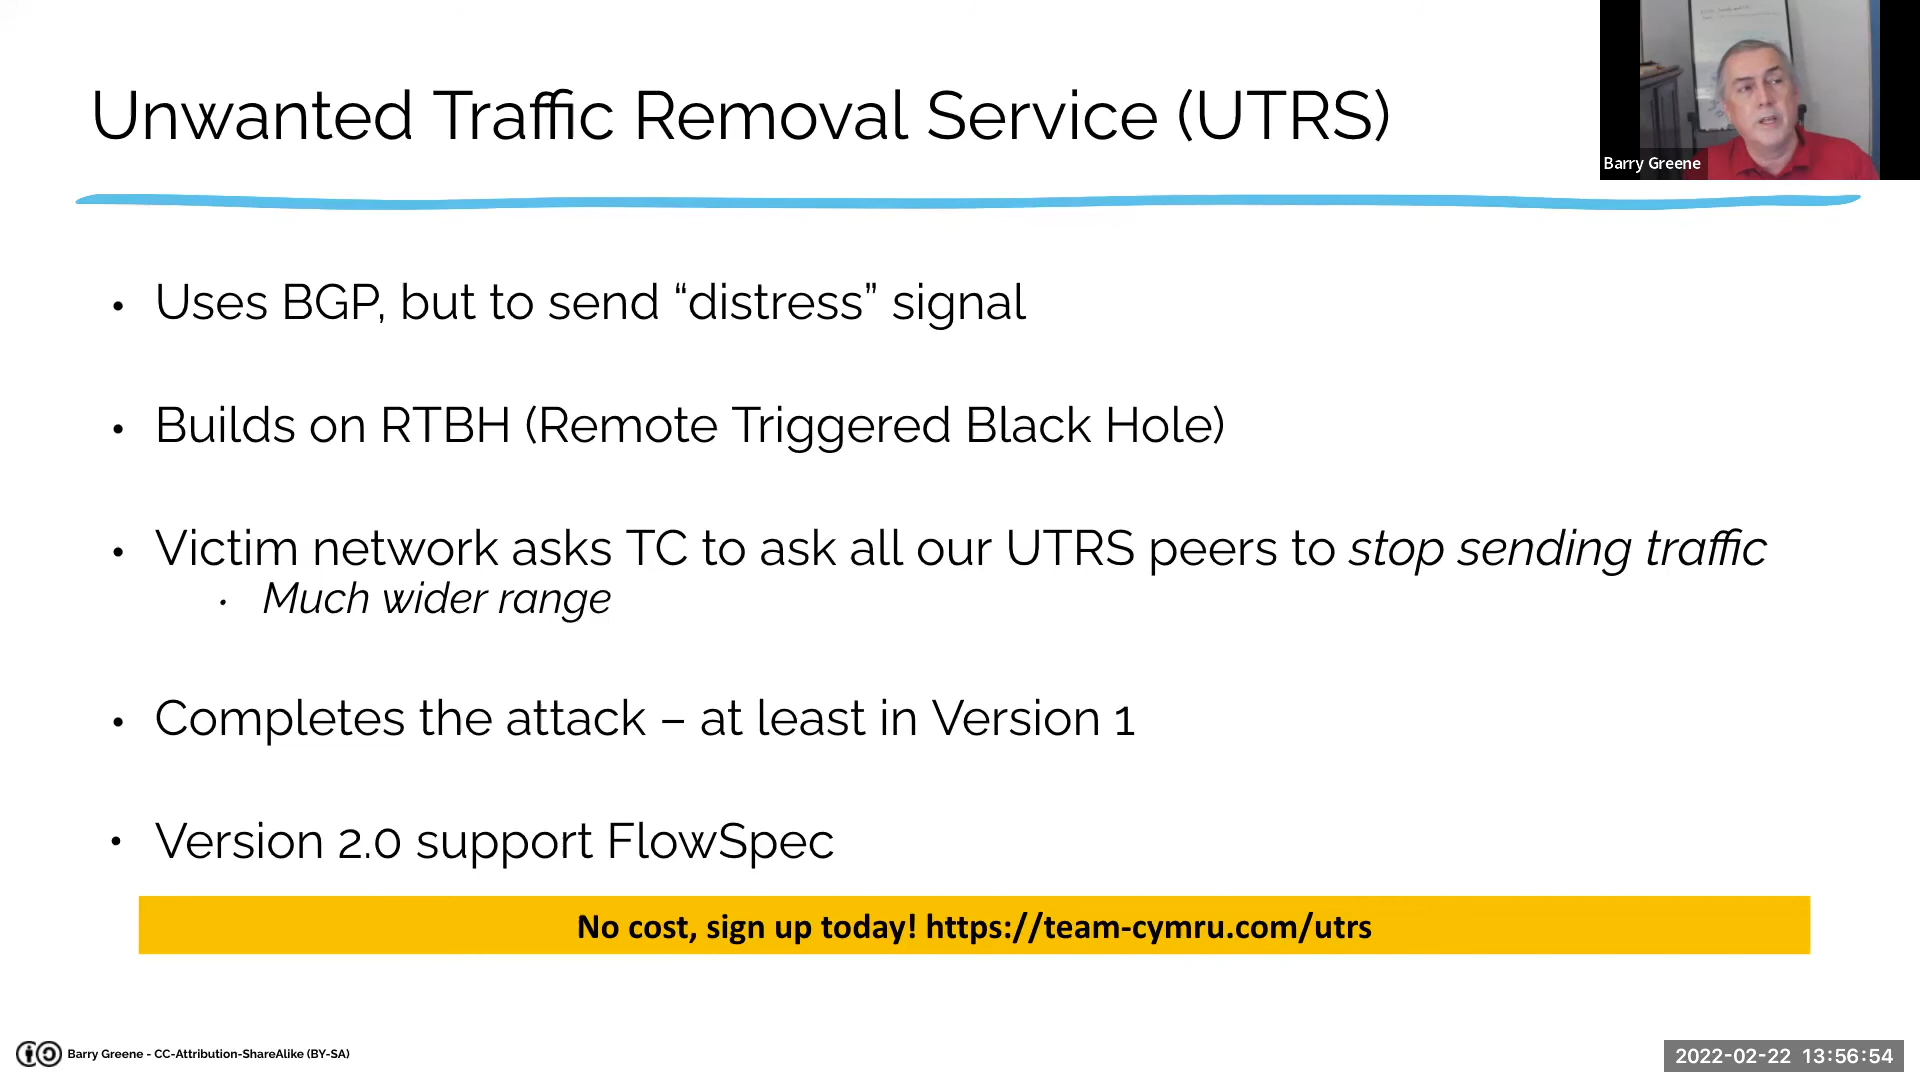 Unwanted Traffic Removal Service (UTRS)
Barry Greene
• Uses BGP, but to send “distress” signal
• Builds on RTBH (Remote Triggered Black Hole)
• Victim network asks TC to ask all our UTRS peers to stop sending traffic
• Much wider range
• Completes the attack – at least in Version 1
• Version 2.0 support FlowSpec
No cost, sign up today! https://team-cymru.com/utrs
Barry Greene - CC-Attribution-ShareAlike (BY-SA)
2022-02-22 13:56:54